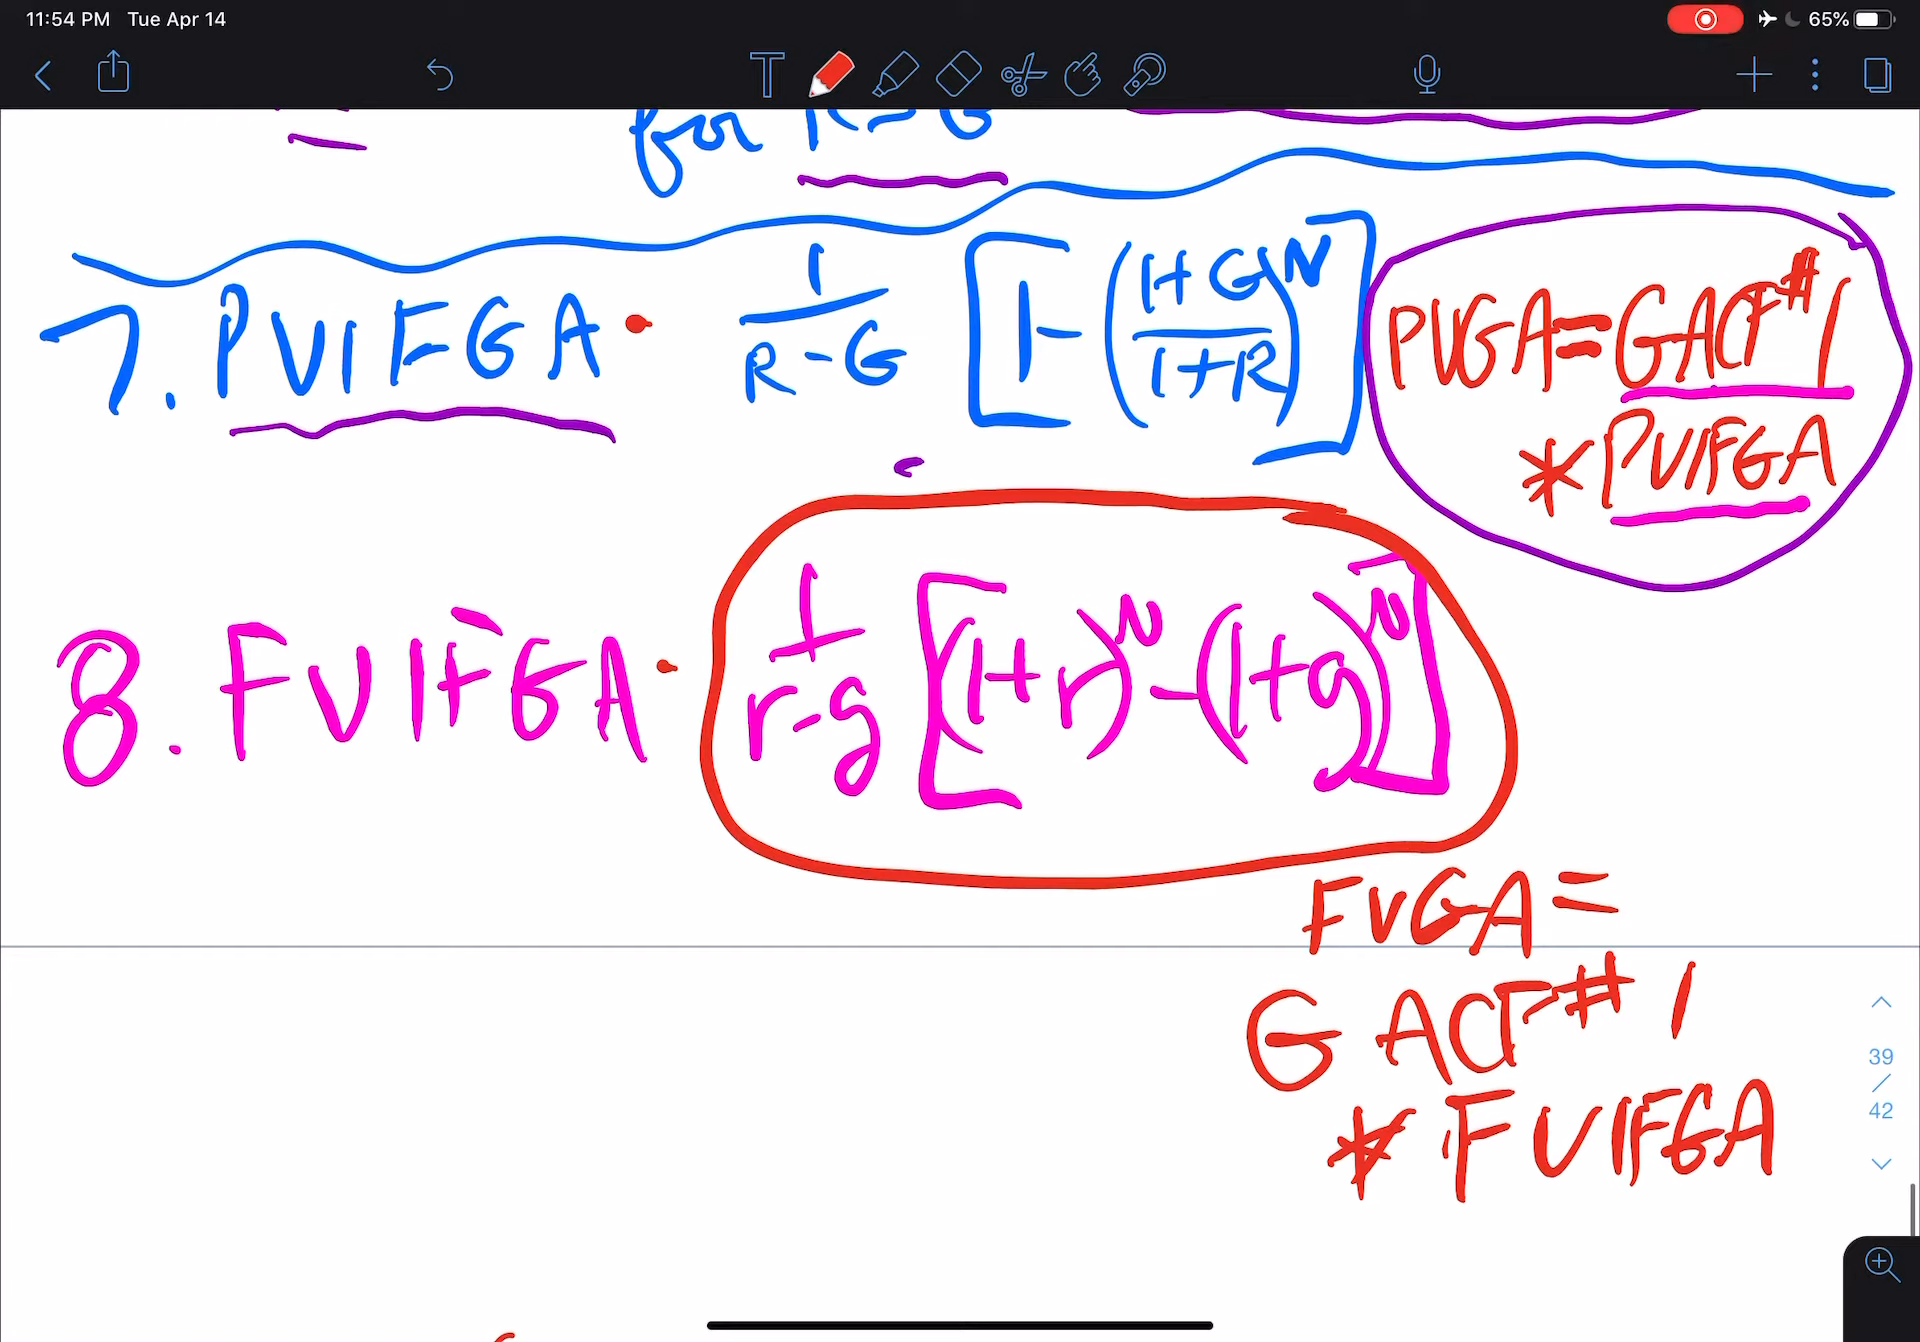 11:54 PM Tue Apr 14
65%
for R = G
7. PVIFGA. 1 / R-G [1 - ((1+G) / (1+R))^N]
PVGA = GACF#1
* PVIFGA
8. FVIFGA. 1 / r-g [(1+r)^N - (1+g)^N]
FVGA =
GACF#1
* FVIFGA
39
/
42